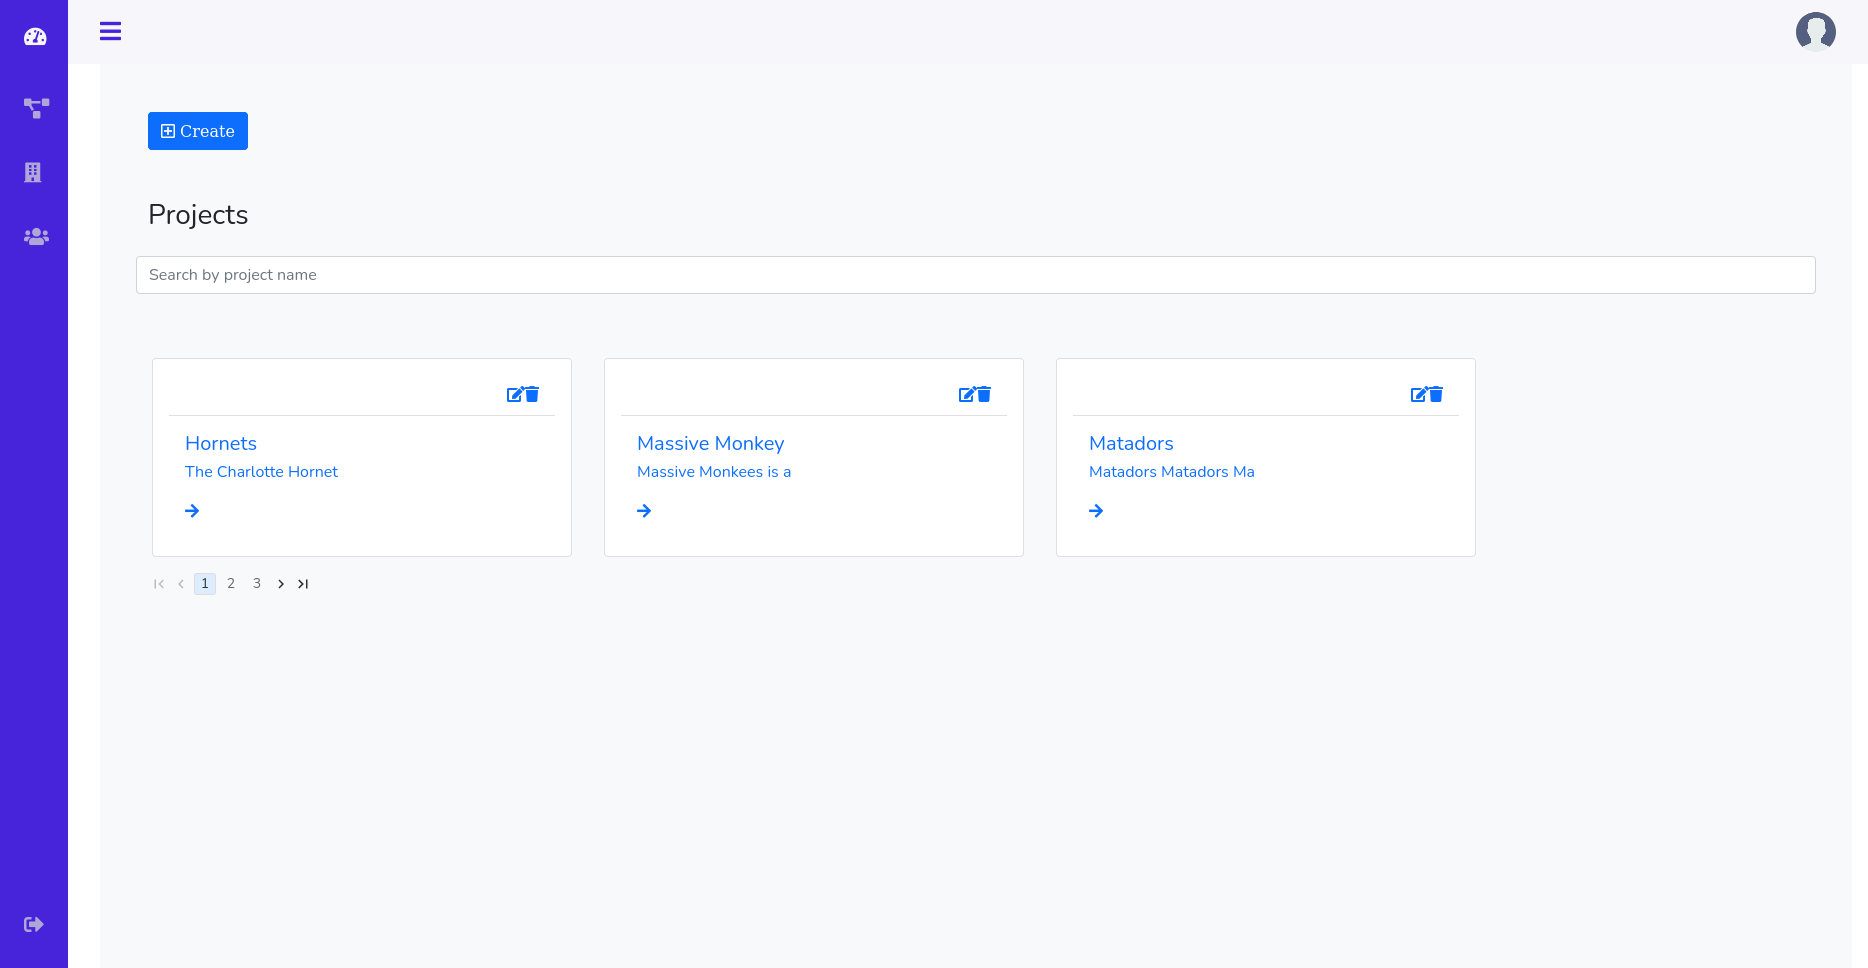 Create
Projects
Search by project name
Hornets
The Charlotte Hornet
Massive Monkey
Massive Monkees is a
Matadors
Matadors Matadors Ma
1 2 3